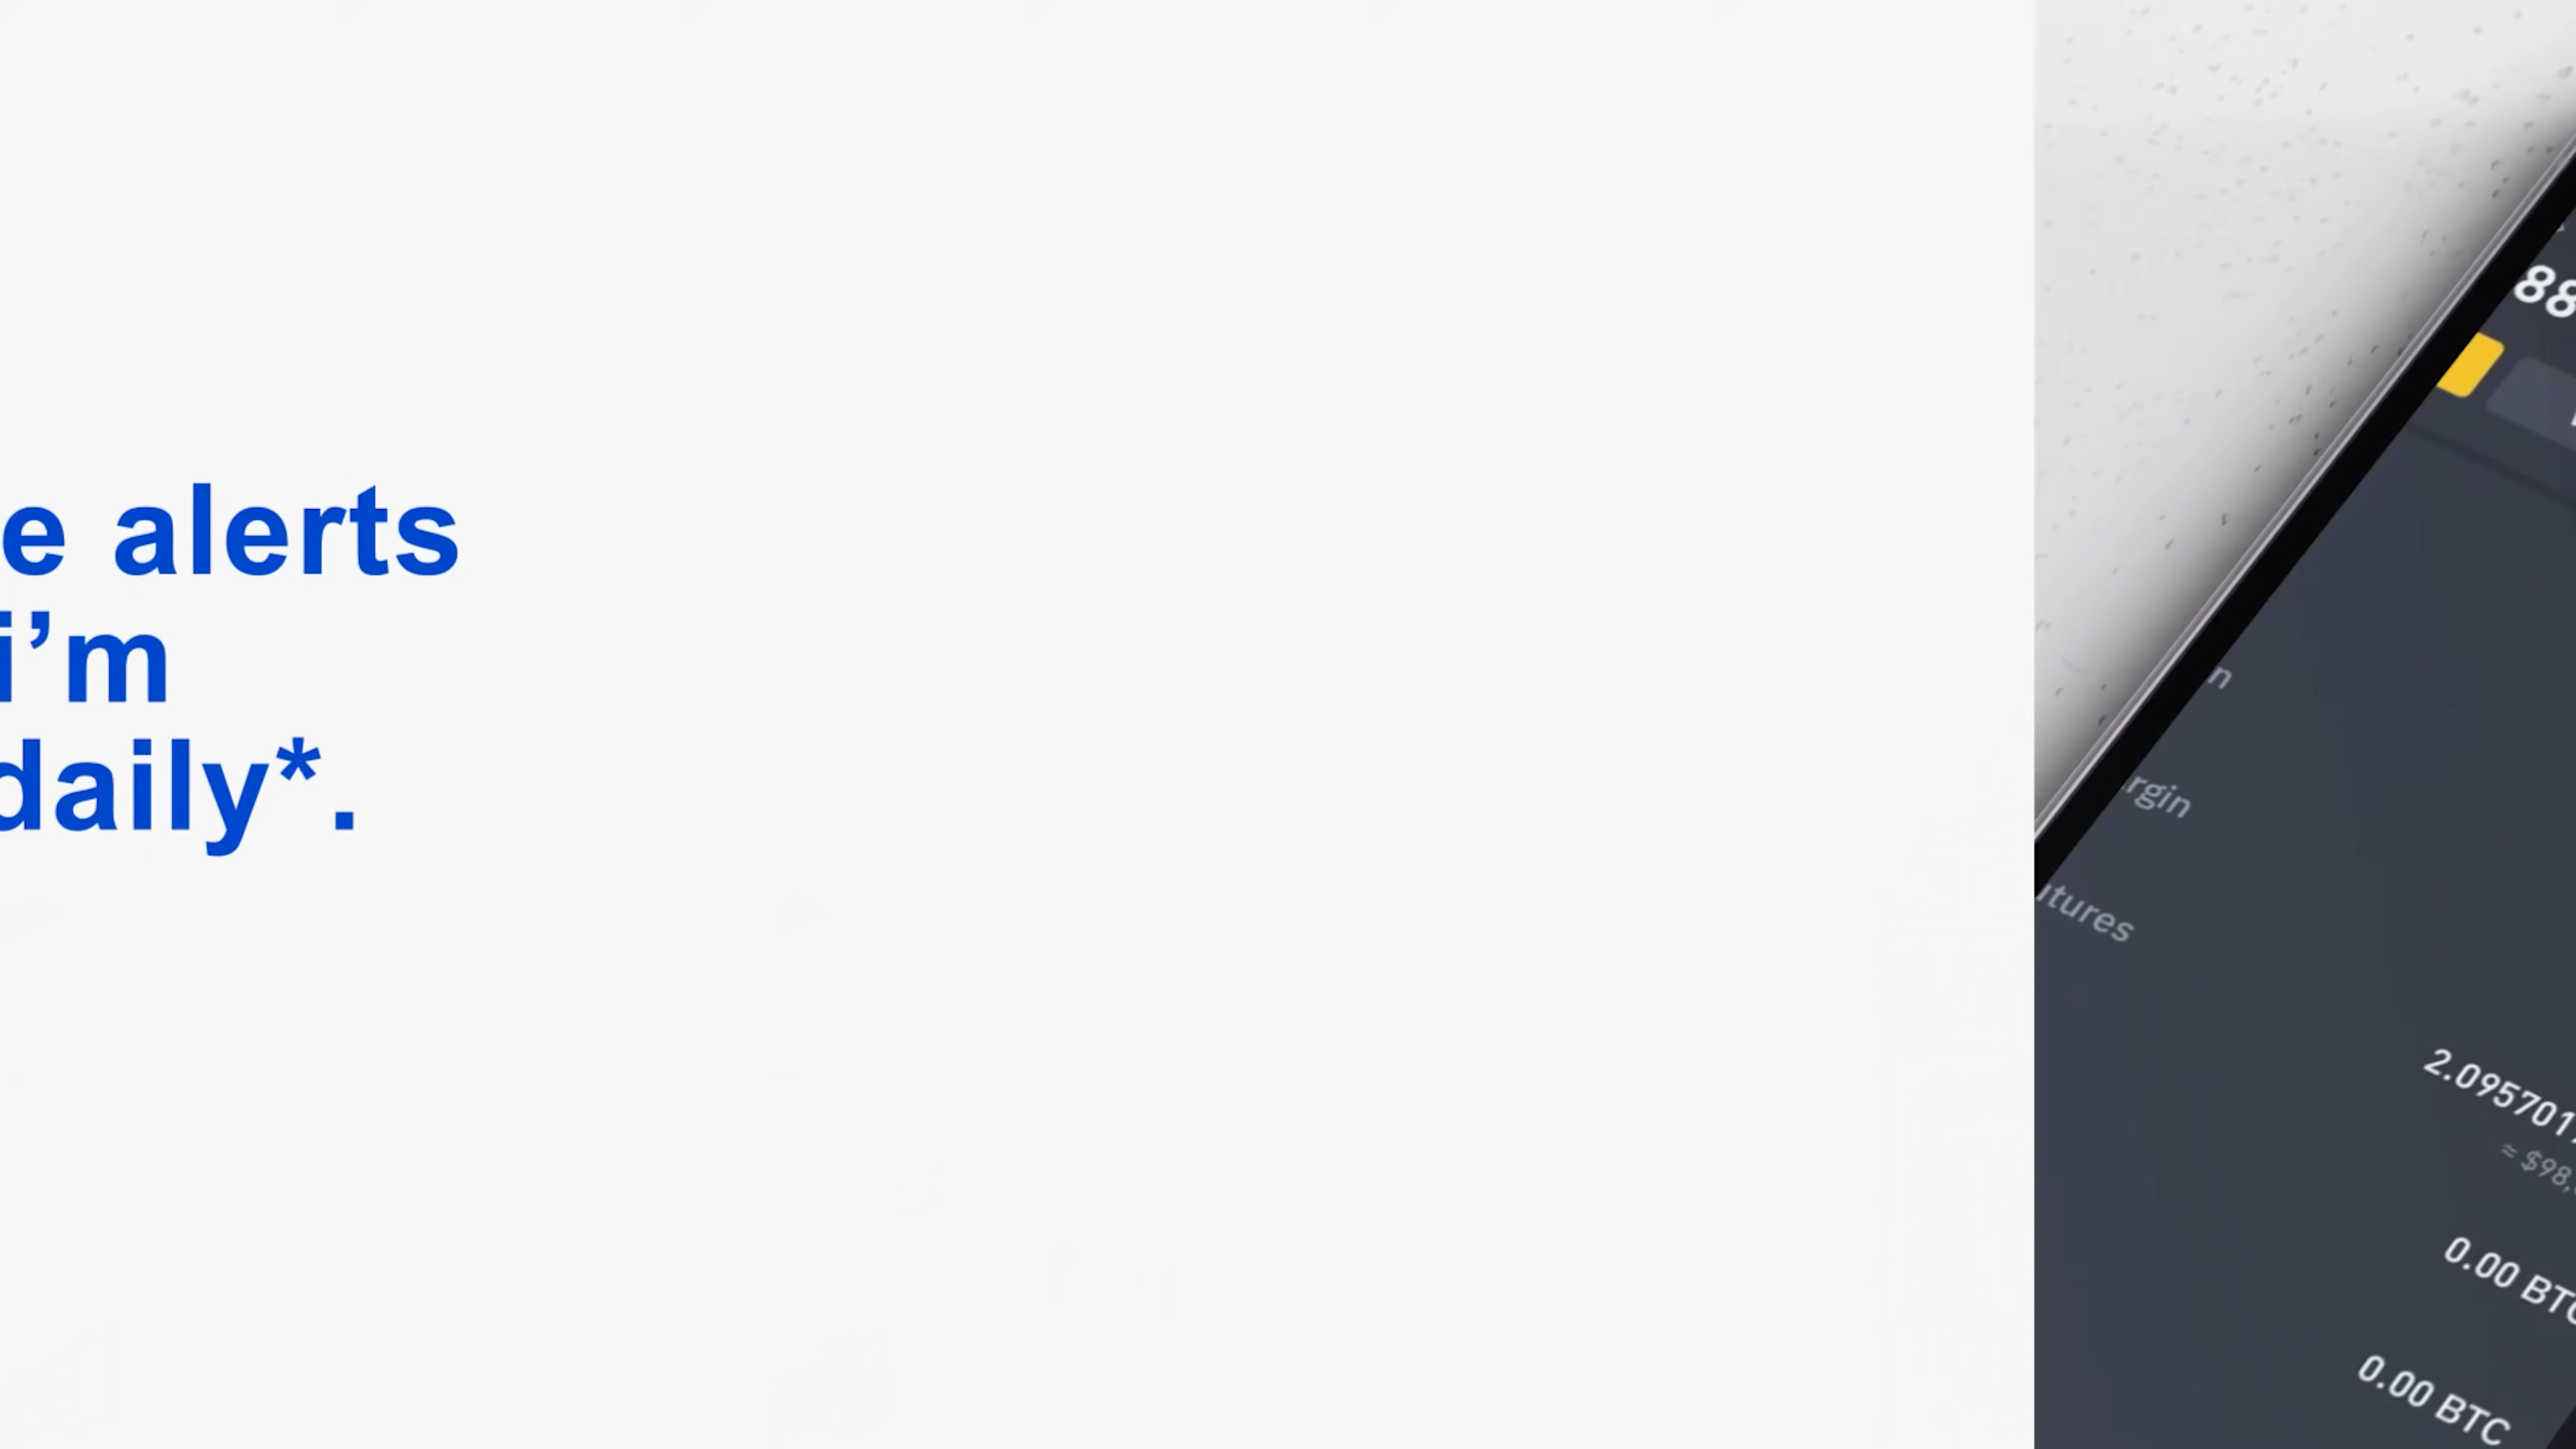 e alerts
i’m
daily*.
88
n
rgin
tures
2.095701
≈ $98,
0.00 BTC
0.00 BTC